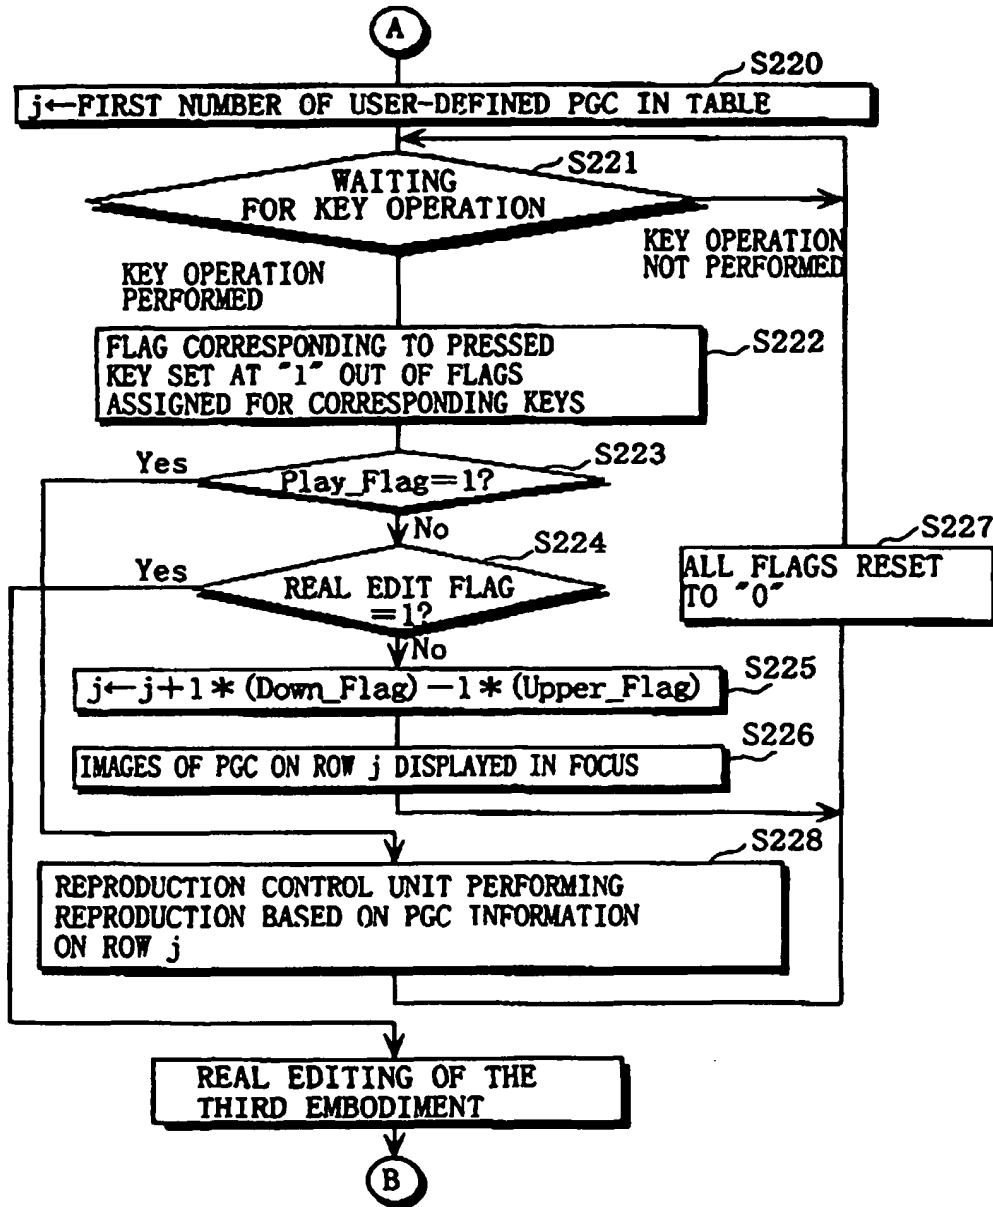 A
S220
j←FIRST NUMBER OF USER-DEFINED PGC IN TABLE
S221
WAITING
FOR KEY OPERATION
KEY OPERATION
NOT PERFORMED
KEY OPERATION
PERFORMED
S222
FLAG CORRESPONDING TO PRESSED
KEY SET AT "1" OUT OF FLAGS
ASSIGNED FOR CORRESPONDING KEYS
S223
Yes
Play_Flag=1?
No
S224
Yes
REAL EDIT FLAG
=1?
No
S227
ALL FLAGS RESET
TO "0"
S225
j←j+1*(Down_Flag)-1*(Upper_Flag)
S226
IMAGES OF PGC ON ROW j DISPLAYED IN FOCUS
S228
REPRODUCTION CONTROL UNIT PERFORMING
REPRODUCTION BASED ON PGC INFORMATION
ON ROW j
REAL EDITING OF THE
THIRD EMBODIMENT
B